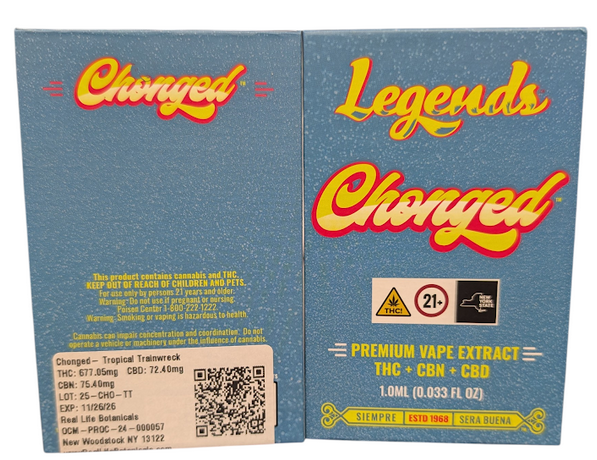 Chonged™
This product contains cannabis and THC.
KEEP OUT OF REACH OF CHILDREN AND PETS.
For use only by persons 21 years and older.
Warning: Do not use if pregnant or nursing.
Poison Contbr 1-800-222-1222.
Warning: Smoking or vaping is hazardous to health.
Cannabis can impair concentration and coordination. Do not
operate a vehicle or machinery under the influence of cannabis.
Chonged— Tropical Trainwreck
THC: 677.05mg CBD: 72.40mg
CBN: 75.40mg
LOT: 25-CHO-TT
EXP: 11/26/26
Real Life Botanicals
OCM-PROC-24-000057
New Woodstock NY 13122
Legends
Chonged™
THC!
21+
NEW
YORK
STATE
PREMIUM VAPE EXTRACT
THC + CBN + CBD
1.0ML (0.033 FL OZ)
SIEMPRE ESTD 1968 SERA BUENA